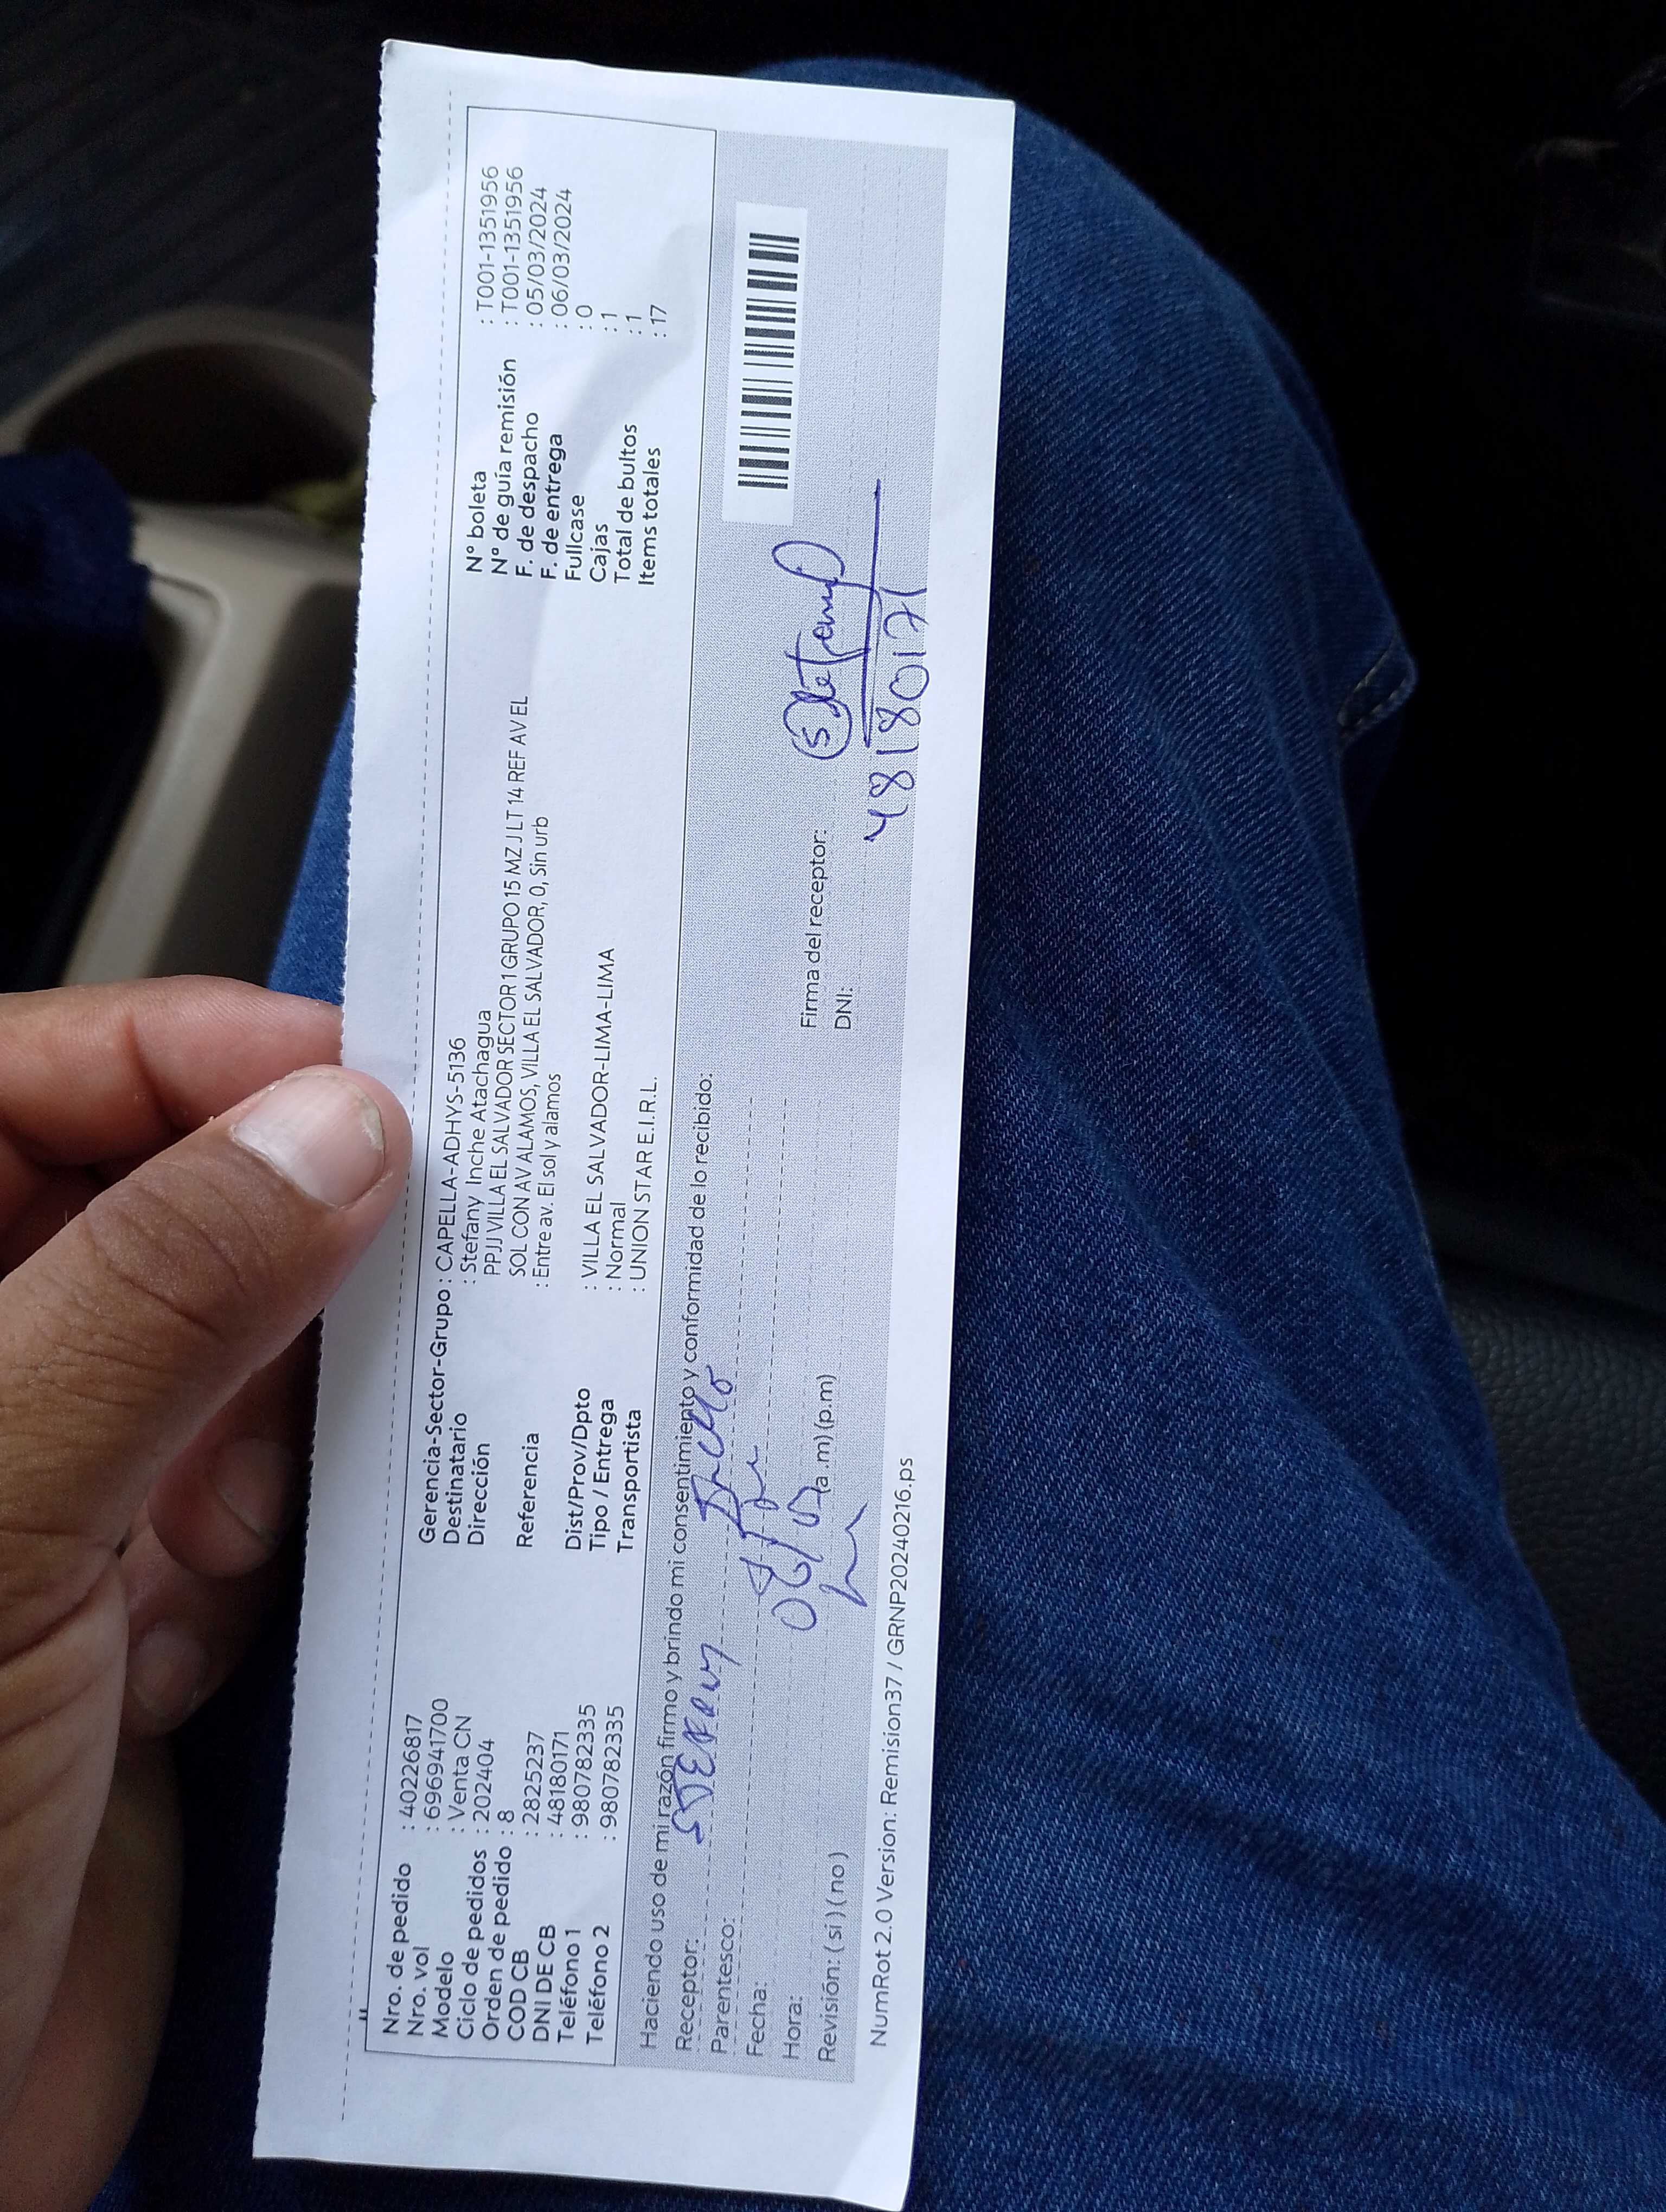 Nro. de pedido : 402226817
Nro. vol : 696941700
Modelo : Venta CN
Ciclo de pedidos : 202404
Orden de pedido : 8
COD CB : 2825237
DNI DE CB : 48180171
Teléfono 1 : 980782335
Teléfono 2 : 980782335
Gerencia-Sector-Grupo : CAPELLA-ADHYS-5136
Destinatario : Stefany Inche Atachagua
Dirección PPJJ VILLA EL SALVADOR SECTOR 1 GRUPO 15 MZ J LT 14 REF AV EL
SOL CON AV ALAMOS, VILLA EL SALVADOR, 0, Sin urb
Referencia : Entre av. El sol y alamos
Dist/Prov/Dpto : VILLA EL SALVADOR-LIMA-LIMA
Tipo / Entrega : Normal
Transportista : UNION STAR E.I.R.L.
N° boleta : T001-1351956
N° de guía remisión : T001-1351956
F. de despacho : 05/03/2024
F. de entrega : 06/03/2024
Fullcase : 0
Cajas : 1
Total de bultos : 1
Items totales : 17
Haciendo uso de mi razón firmo y brindo mi consentimiento y conformidad de lo recibido:
Receptor:
Parentesco:
Fecha:
Hora: (a.m) (p.m)
Revisión: ( si ) ( no )
Firma del receptor:
DNI: 48180171
NumRot 2.0 Version: Remision37 / GRNP20240216.ps